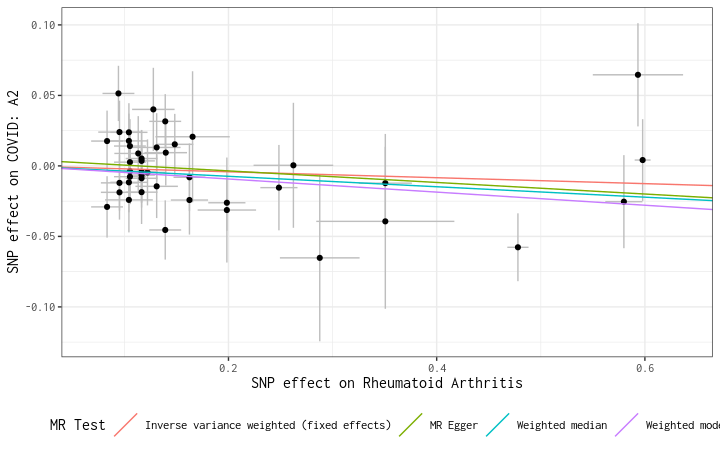 0.10
0.05
0.00
-0.05
-0.10
SNP effect on COVID: A2
0.2
0.4
0.6
SNP effect on Rheumatoid Arthritis
MR Test
Inverse variance weighted (fixed effects)
MR Egger
Weighted median
Weighted mode